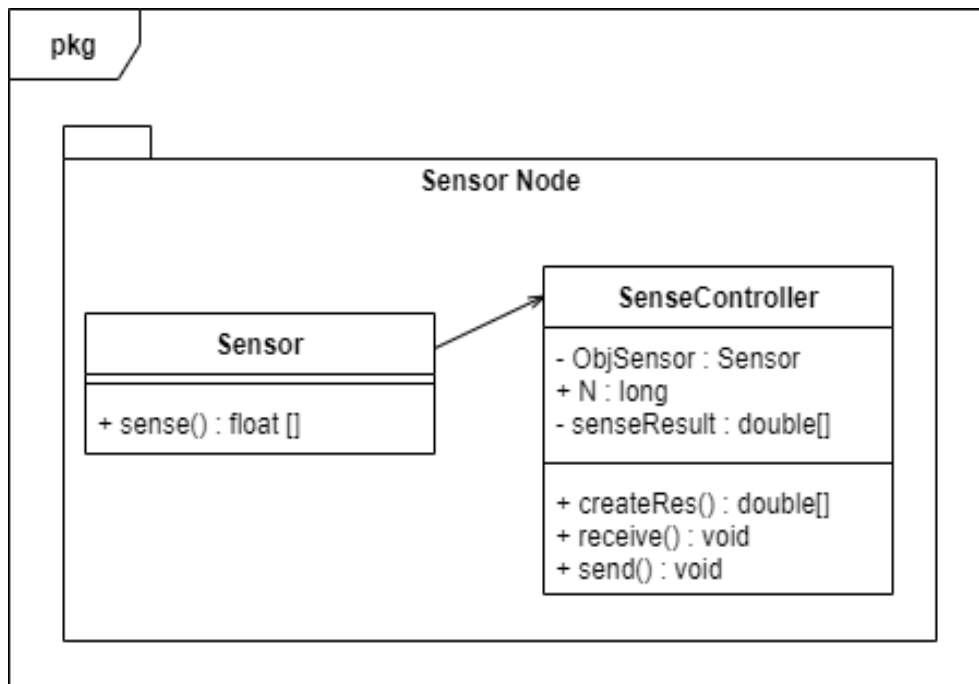 pkg
Sensor Node
Sensor
+ sense() : float []
SenseController
- ObjSensor : Sensor
+ N : long
- senseResult : double[]
+ createRes() : double[]
+ receive() : void
+ send() : void